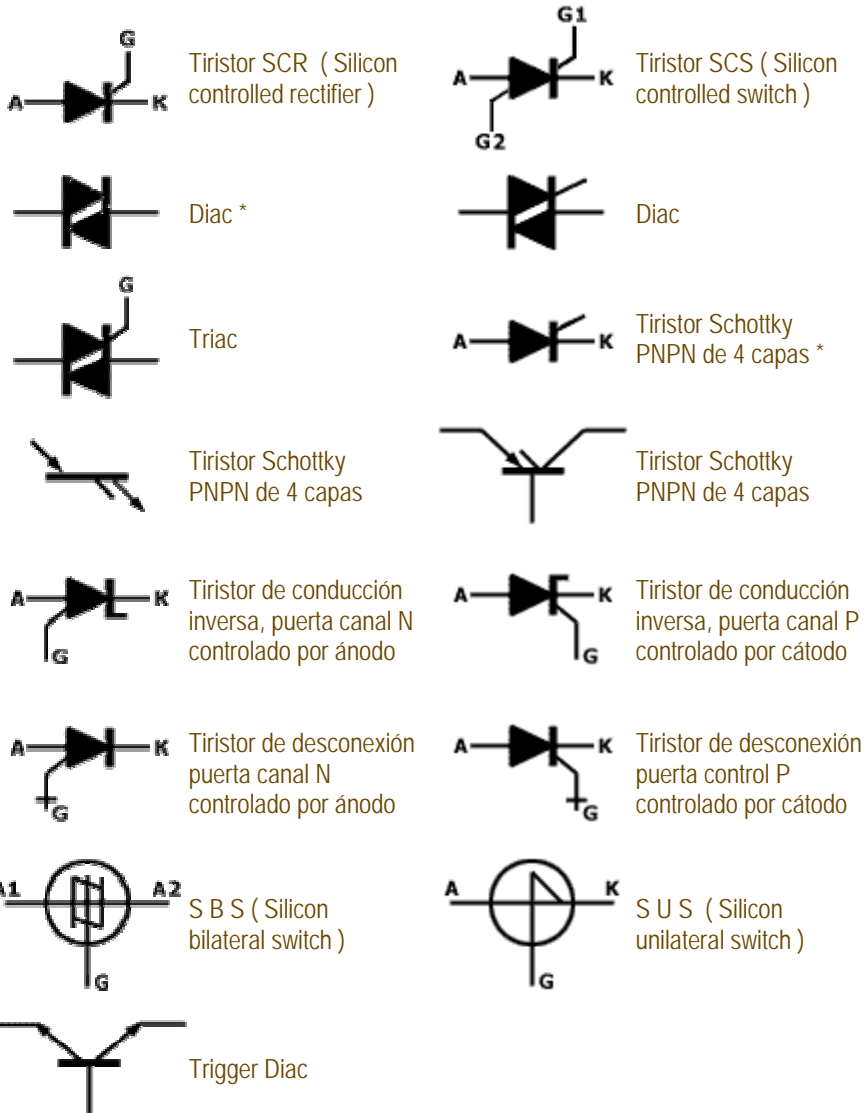 G
A
K
Tiristor SCR ( Silicon
controlled rectifier )
G1
A
K
G2
Tiristor SCS ( Silicon
controlled switch )
Diac *
Diac
G
Triac
A
K
Tiristor Schottky
PNPN de 4 capas *
Tiristor Schottky
PNPN de 4 capas
Tiristor Schottky
PNPN de 4 capas
A
K
G
Tiristor de conducción
inversa, puerta canal N
controlado por ánodo
A
K
G
Tiristor de conducción
inversa, puerta canal P
controlado por cátodo
A
K
G
Tiristor de desconexión
puerta canal N
controlado por ánodo
A
K
G
Tiristor de desconexión
puerta control P
controlado por cátodo
A1
A2
G
S B S ( Silicon
bilateral switch )
A
K
G
S U S ( Silicon
unilateral switch )
Trigger Diac